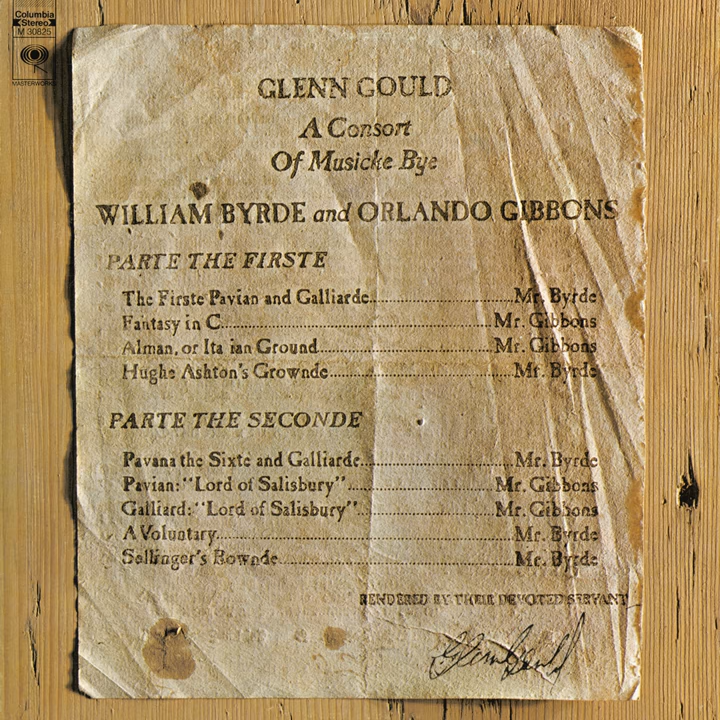 Columbia
Stereo
M 30825
MASTERWORKS
GLENN GOULD
A Consort
Of Musicke Bye
WILLIAM BYRDE and ORLANDO GIBBONS
PARTE THE FIRSTE
The Firste Pavian and Galliarde....................Mr. Byrde
Fantasy in C....................Mr. Gibbons
Alman, or Ita ian Ground....................Mr. Gibbons
Hughe Ashton's Grownde....................Mr. Byrde
PARTE THE SECONDE
Pavana the Sixte and Galliarde....................Mr. Byrde
Pavian: "Lord of Salisbury"....................Mr. Gibbons
Galliard: "Lord of Salisbury"....................Mr. Gibbons
A Voluntary....................Mr. Byrde
Sellinger's Rownde....................Mr. Byrde
RENDERED BY THEIR DEVOTED SERVANT
Glenn Gould